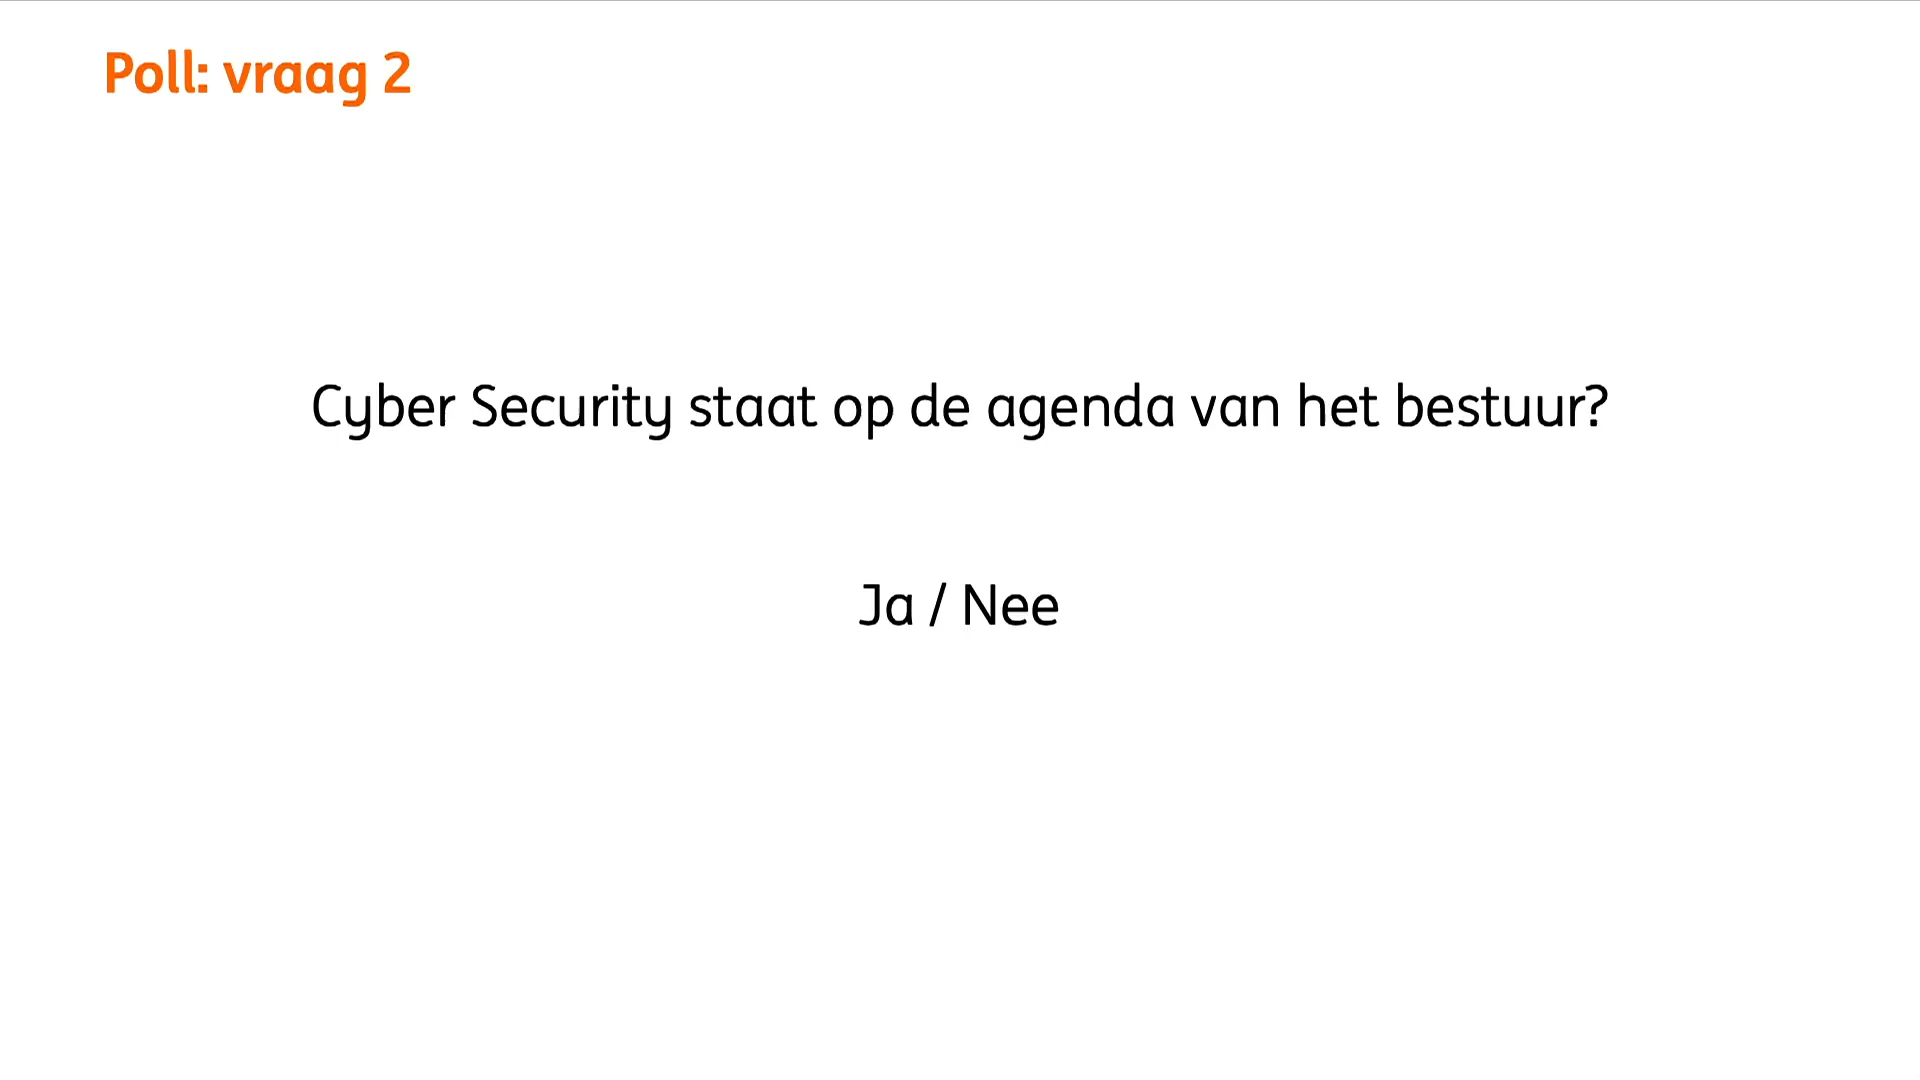 Poll: vraag 2
Cyber Security staat op de agenda van het bestuur?
Ja / Nee